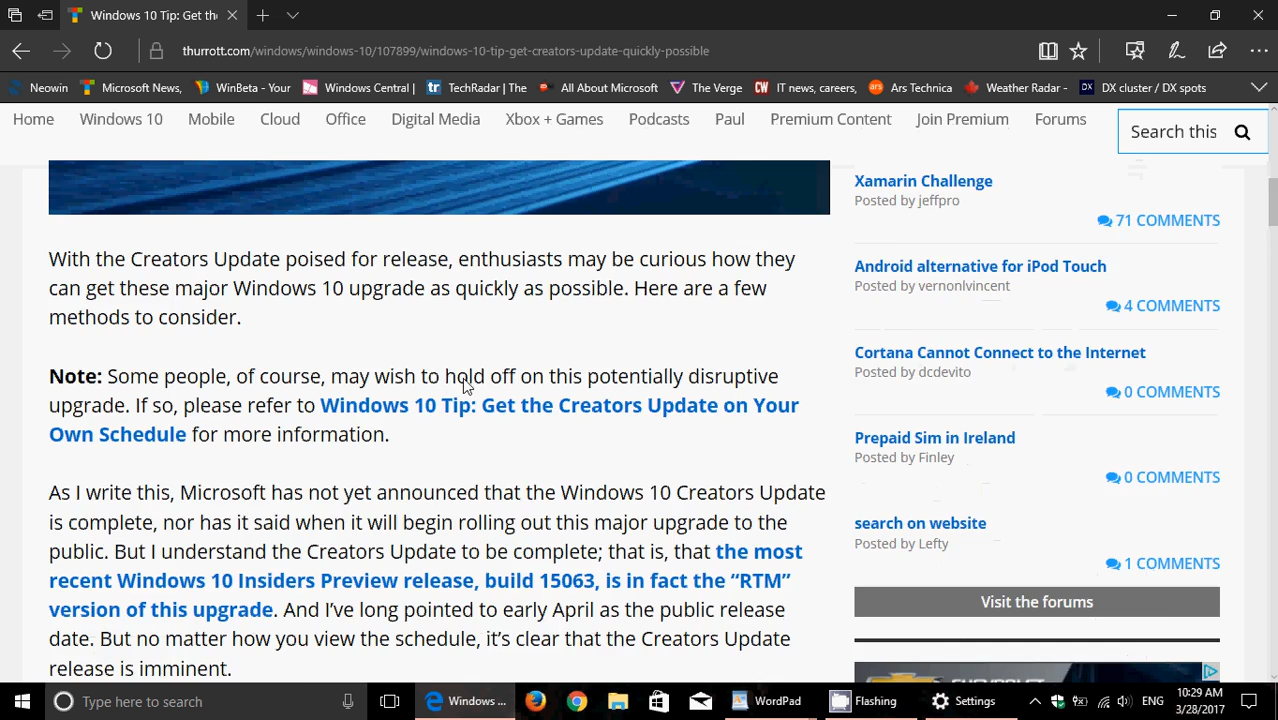 Windows 10 Tip: Get the
thurrott.com/windows/windows-10/107899/windows-10-tip-get-creators-update-quickly-possible
Neowin Microsoft News, WinBeta - Your Windows Central | TechRadar | The All About Microsoft The Verge IT news, careers, Ars Technica Weather Radar - DX cluster / DX spots
Home Windows 10 Mobile Cloud Office Digital Media Xbox + Games Podcasts Paul Premium Content Join Premium Forums Search this
With the Creators Update poised for release, enthusiasts may be curious how they
can get these major Windows 10 upgrade as quickly as possible. Here are a few
methods to consider.
Note: Some people, of course, may wish to hold off on this potentially disruptive
upgrade. If so, please refer to Windows 10 Tip: Get the Creators Update on Your
Own Schedule for more information.
As I write this, Microsoft has not yet announced that the Windows 10 Creators Update
is complete, nor has it said when it will begin rolling out this major upgrade to the
public. But I understand the Creators Update to be complete; that is, that the most
recent Windows 10 Insiders Preview release, build 15063, is in fact the “RTM”
version of this upgrade. And I’ve long pointed to early April as the public release
date. But no matter how you view the schedule, it’s clear that the Creators Update
release is imminent.
Xamarin Challenge
Posted by jeffpro
71 COMMENTS
Android alternative for iPod Touch
Posted by vernonlvincent
4 COMMENTS
Cortana Cannot Connect to the Internet
Posted by dcdevito
0 COMMENTS
Prepaid Sim in Ireland
Posted by Finley
0 COMMENTS
search on website
Posted by Lefty
1 COMMENTS
Visit the forums
CHEVROLET
Type here to search Windows ... WordPad Flashing Settings ENG 10:29 AM
3/28/2017